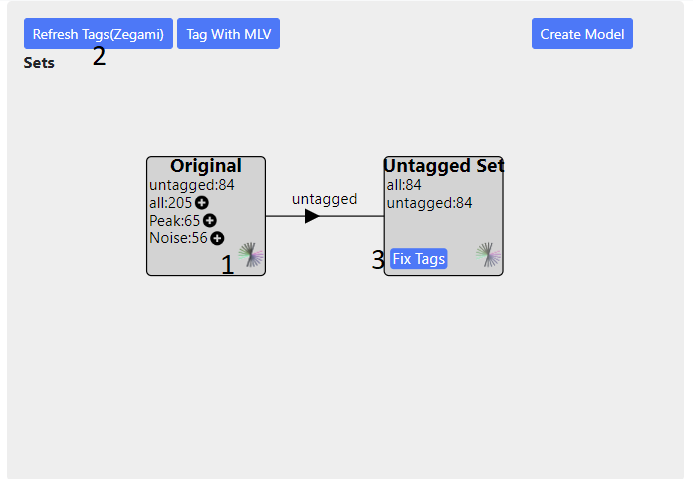 Refresh Tags(Zegami) Tag With MLV Create Model
2
Sets
Original
untagged:84
all:205
Peak:65
Noise:56
1
untagged
Untagged Set
all:84
untagged:84
3 Fix Tags